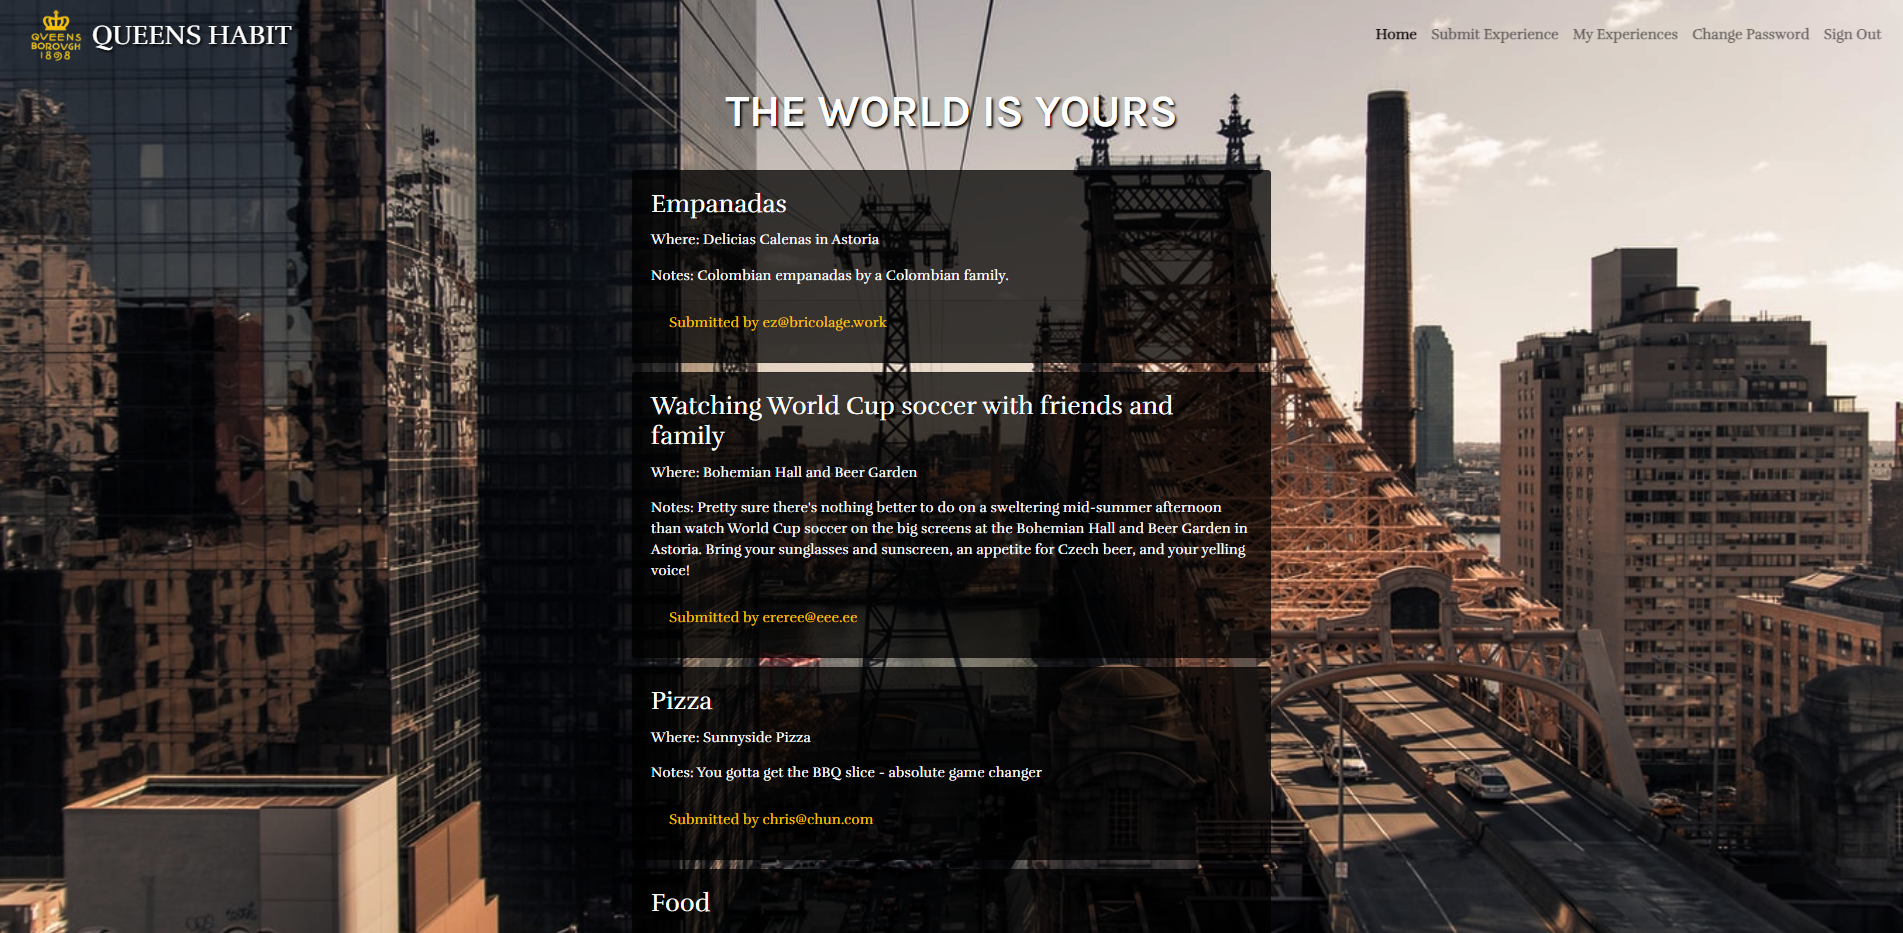 QVEENS
BOROVGH
1898
QUEENS HABIT
Home
Submit Experience
My Experiences
Change Password
Sign Out
THE WORLD IS YOURS
Empanadas
Where: Delicias Calenas in Astoria
Notes: Colombian empanadas by a Colombian family.
Submitted by ez@bricolage.work
Watching World Cup soccer with friends and
family
Where: Bohemian Hall and Beer Garden
Notes: Pretty sure there's nothing better to do on a sweltering mid-summer afternoon
than watch World Cup soccer on the big screens at the Bohemian Hall and Beer Garden in
Astoria. Bring your sunglasses and sunscreen, an appetite for Czech beer, and your yelling
voice!
Submitted by ereree@eee.ee
Pizza
Where: Sunnyside Pizza
Notes: You gotta get the BBQ slice - absolute game changer
Submitted by chris@chun.com
Food